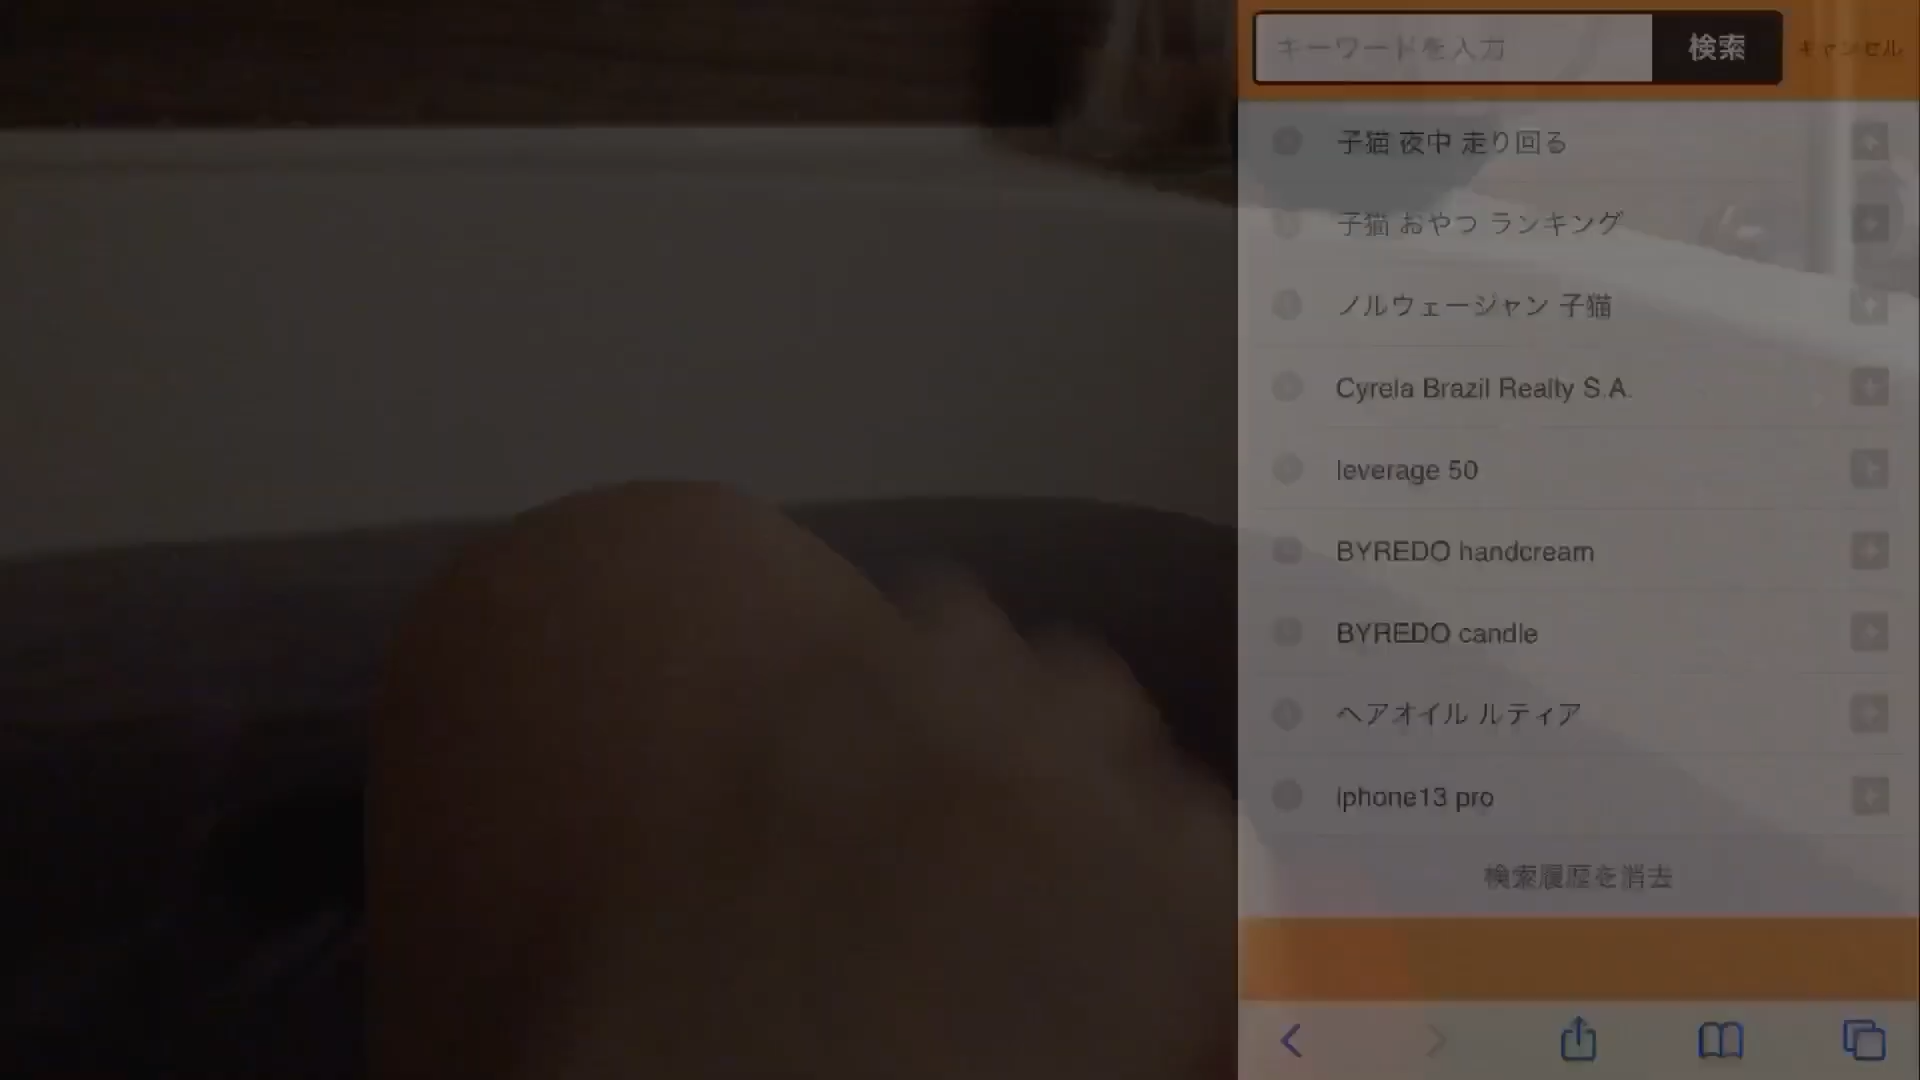 キーワードを入力
検索
キャンセル
子猫 夜中 走り回る
子猫 おやつ ランキング
ノルウェージャン 子猫
Cyrela Brazil Realty S.A.
leverage 50
BYREDO handcream
BYREDO candle
ヘアオイル ルティア
iphone13 pro
検索履歴を消去